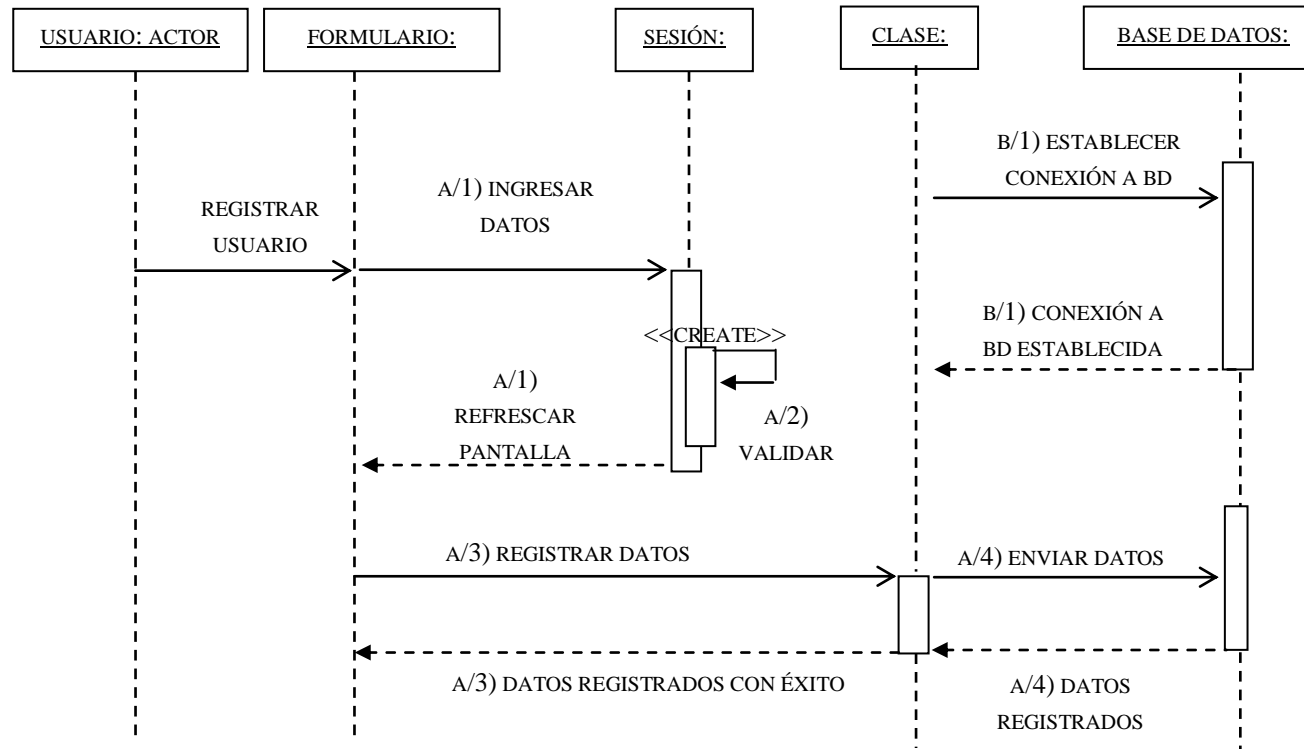 USUARIO: ACTOR
FORMULARIO:
SESIÓN:
CLASE:
BASE DE DATOS:
B/1) ESTABLECER
CONEXIÓN A BD
A/1) INGRESAR
DATOS
REGISTRAR
USUARIO
<<CREATE>>
B/1) CONEXIÓN A
BD ESTABLECIDA
A/1)
REFRESCAR
PANTALLA
A/2)
VALIDAR
A/3) REGISTRAR DATOS
A/4) ENVIAR DATOS
A/3) DATOS REGISTRADOS CON ÉXITO
A/4) DATOS
REGISTRADOS